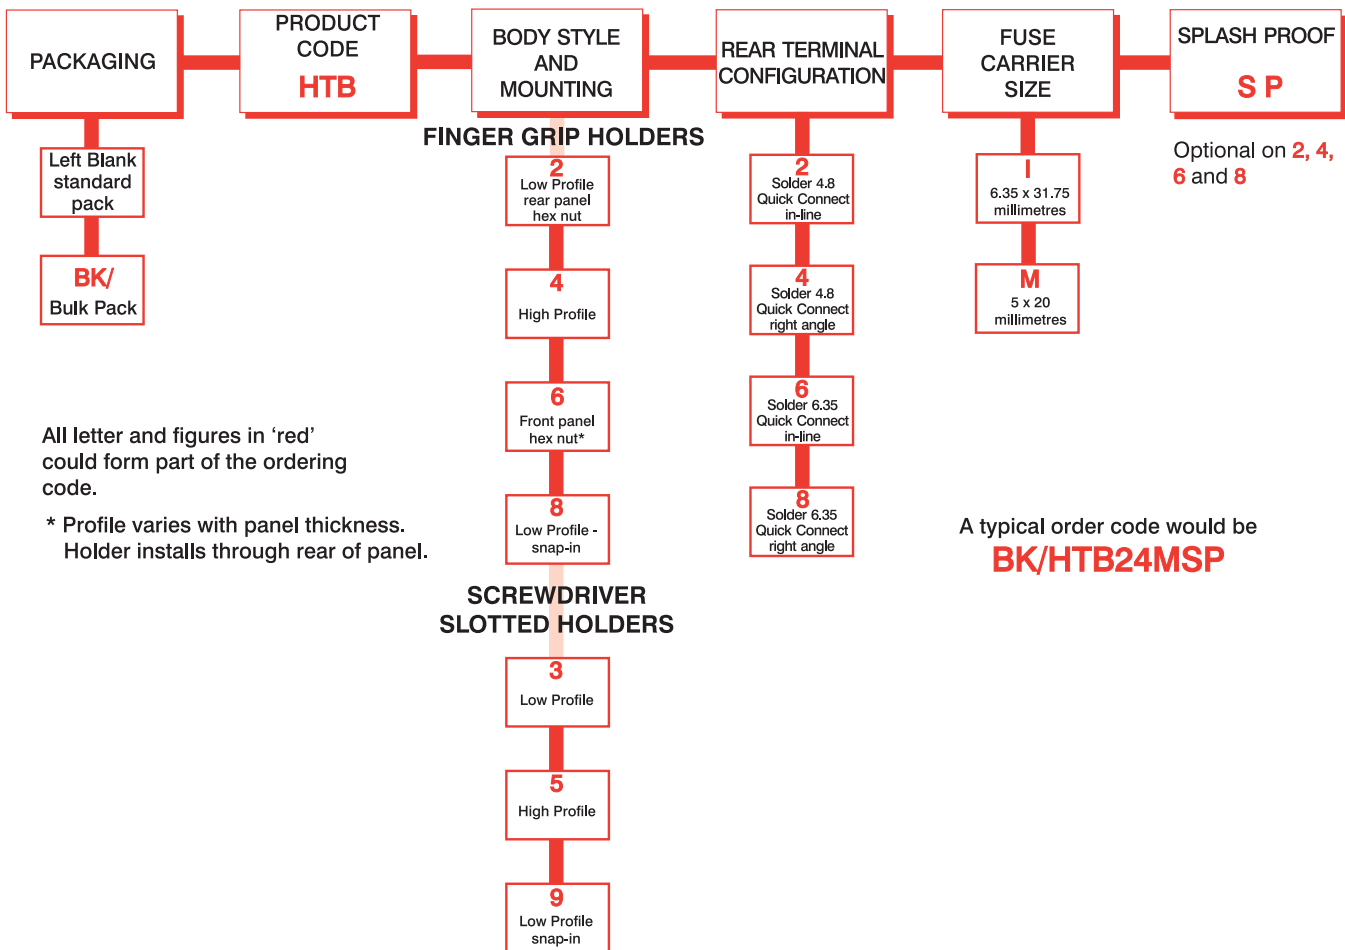 PACKAGING
PRODUCT
CODE
HTB
BODY STYLE
AND
MOUNTING
REAR TERMINAL
CONFIGURATION
FUSE
CARRIER
SIZE
SPLASH PROOF
S P
Left Blank
standard
pack
BK/
Bulk Pack
FINGER GRIP HOLDERS
2
Low Profile
rear panel
hex nut
4
High Profile
6
Front panel
hex nut*
8
Low Profile -
snap-in
SCREWDRIVER
SLOTTED HOLDERS
3
Low Profile
5
High Profile
9
Low Profile
snap-in
2
Solder 4.8
Quick Connect
in-line
4
Solder 4.8
Quick Connect
right angle
6
Solder 6.35
Quick Connect
in-line
8
Solder 6.35
Quick Connect
right angle
I
6.35 x 31.75
millimetres
M
5 x 20
millimetres
Optional on 2, 4,
6 and 8
All letter and figures in ‘red’
could form part of the ordering
code.
* Profile varies with panel thickness.
Holder installs through rear of panel.
A typical order code would be
BK/HTB24MSP